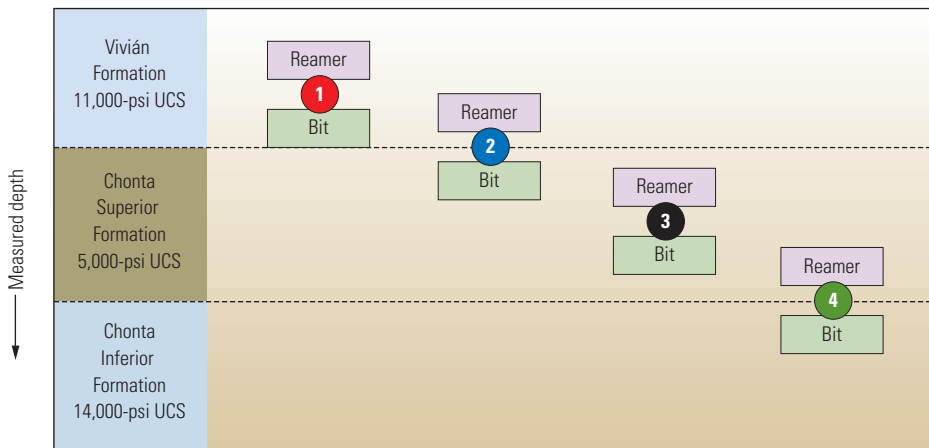 Measured depth
Vivián
Formation
11,000-psi UCS
Chonta
Superior
Formation
5,000-psi UCS
Chonta
Inferior
Formation
14,000-psi UCS
Reamer
1
Bit
Reamer
2
Bit
Reamer
3
Bit
Reamer
4
Bit